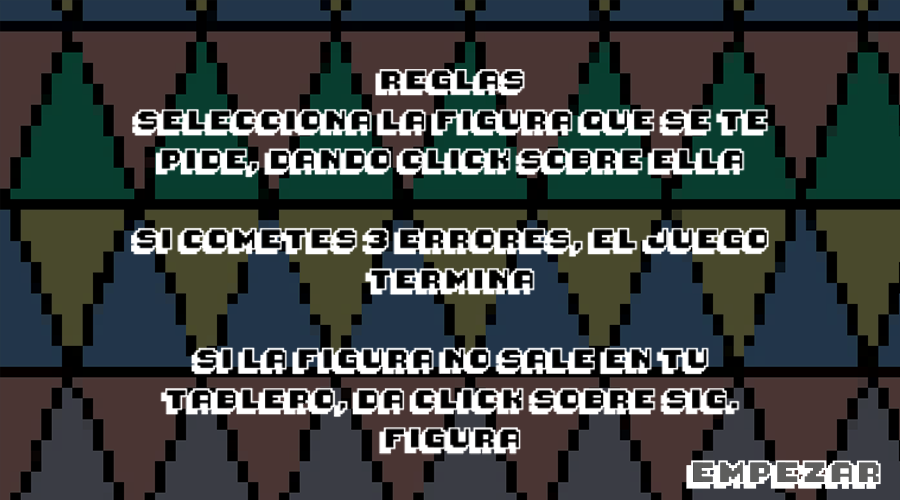 REGLAS
SELECCIONA LA FIGURA QUE SE TE
PIDE, DANDO CLICK SOBRE ELLA
SI COMETES 3 ERRORES, EL JUEGO
TERMINA
SI LA FIGURA NO SALE EN TU
TABLERO, DA CLICK SOBRE SIG.
FIGURA
EMPEZAR